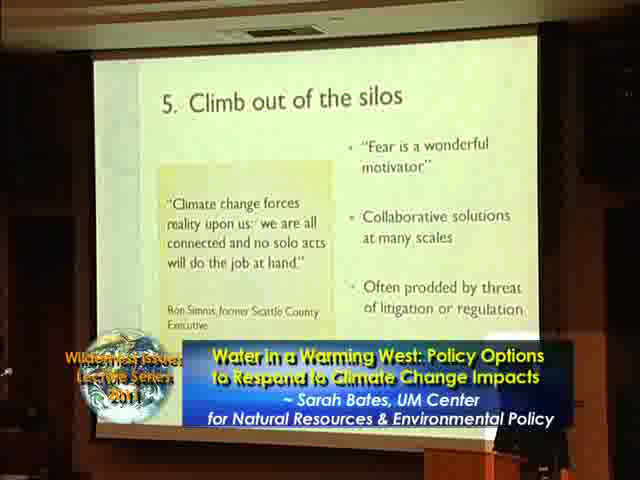 5. Climb out of the silos
"Climate change forces
reality upon us: we are all
connected and no solo acts
will do the job at hand."
Ron Simms, former Seattle County
Executive
"Fear is a wonderful
motivator"
Collaborative solutions
at many scales
Often prodded by threat
of litigation or regulation
Wilderness Issues
Lecture Series
2011
Water in a Warming West: Policy Options
to Respond to Climate Change Impacts
~ Sarah Bates, UM Center
for Natural Resources & Environmental Policy